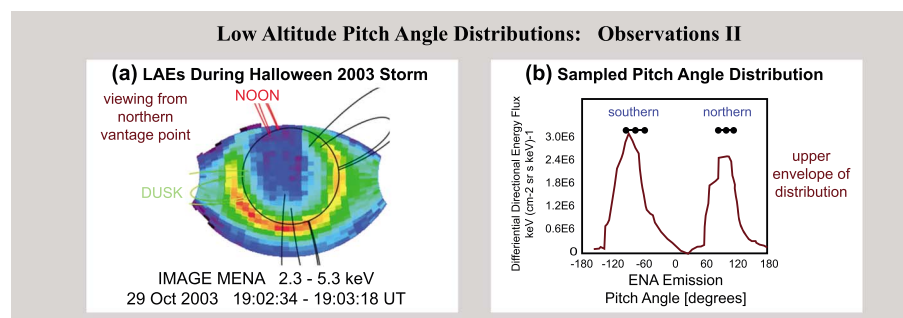 Low Altitude Pitch Angle Distributions: Observations II
(a) LAEs During Halloween 2003 Storm
viewing from
northern
vantage point
NOON
DUSK
IMAGE MENA 2.3 - 5.3 keV
29 Oct 2003 19:02:34 - 19:03:18 UT
(b) Sampled Pitch Angle Distribution
Differiential Directional Energy Flux
keV (cm-2 sr s keV)-1
southern
northern
3.0E6
2.4E6
1.8E6
1.2E6
0.6E6
0
-180
-120
-60
0
60
120
180
ENA Emission
Pitch Angle [degrees]
upper
envelope of
distribution